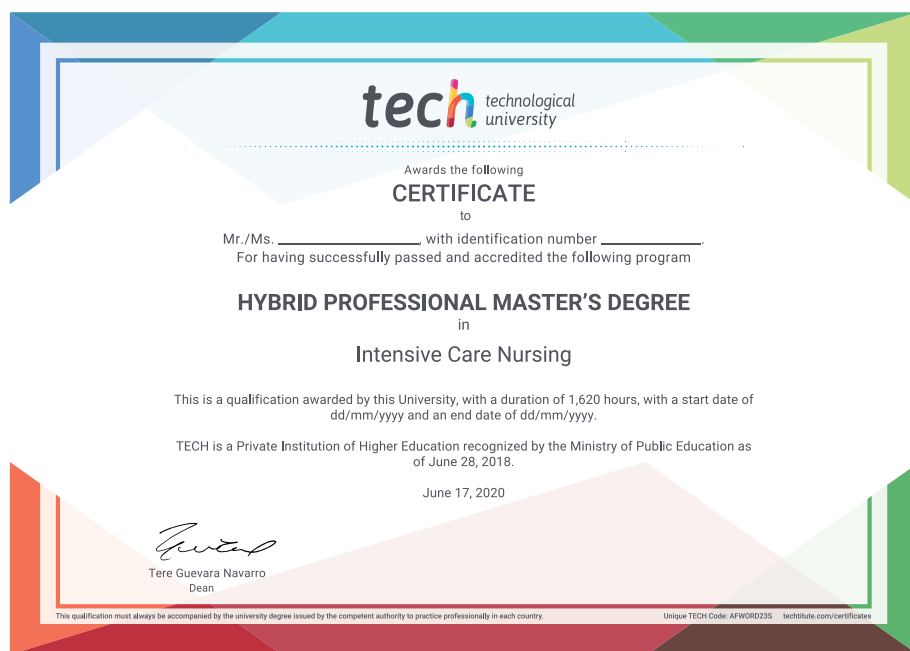 tech technological
university
Awards the following
CERTIFICATE
to
Mr./Ms. ____________, with identification number ____________.
For having successfully passed and accredited the following program
HYBRID PROFESSIONAL MASTER'S DEGREE
in
Intensive Care Nursing
This is a qualification awarded by this University, with a duration of 1,620 hours, with a start date of
dd/mm/yyyy and an end date of dd/mm/yyyy.
TECH is a Private Institution of Higher Education recognized by the Ministry of Public Education as
of June 28, 2018.
June 17, 2020
Tere Guevara Navarro
Dean
This qualification must always be accompanied by the university degree issued by the competent authority to practice professionally in each country. Unique TECH Code: AFWORD23S techtitute.com/certificates